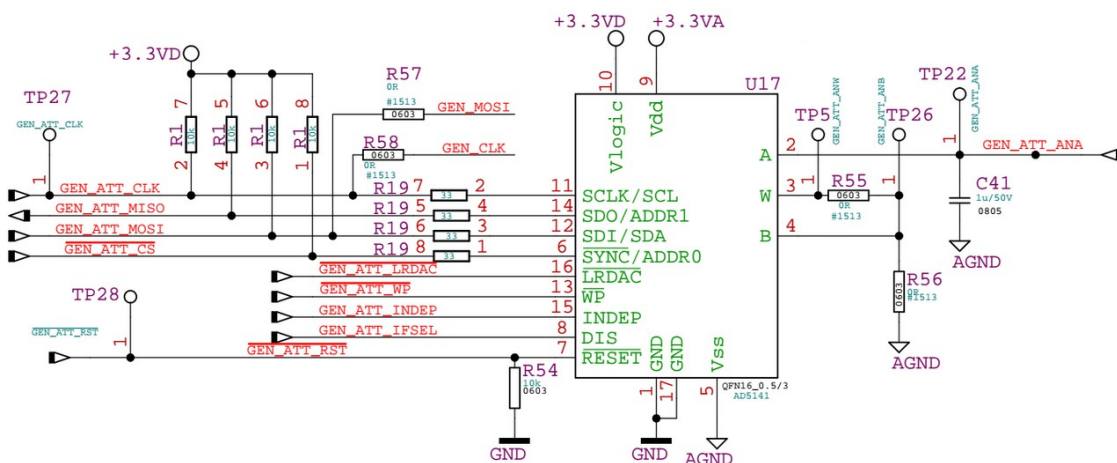 +3.3VD
+3.3VA
+3.3VD
R57
0R
#1513
0603
GEN_MOSI
10
9
U17
TP22
GEN_ATT_ANA
TP27
GEN_ATT_CLK
7
5
6
8
R1
10k
R1
10k
R1
10k
R1
10k
2
4
3
1
R58
0603
0R
#1513
GEN_CLK
Vlogic
Vdd
TP5
GEN_ATT_ANW
TP26
GEN_ATT_ANB
1
1
1
1
A
2
GEN_ATT_ANA
GEN_ATT_CLK
R19
7
33
2
11
SCLK/SCL
W
3
R55
0603
0R
#1513
C41
1u/50V
0805
GEN_ATT_MISO
R19
5
33
4
14
SDO/ADDR1
GEN_ATT_MOSI
R19
6
33
3
12
SDI/SDA
B
4
GEN_ATT_CS
R19
8
33
1
6
SYNC/ADDR0
AGND
GEN_ATT_LRDAC
16
LRDAC
R56
0603
0R
#1513
TP28
GEN_ATT_WP
13
WP
GEN_ATT_INDEP
15
INDEP
GEN_ATT_RST
1
GEN_ATT_IFSEL
8
DIS
GEN_ATT_RST
7
RESET
GND
GND
Vss
AGND
R54
10k
0603
1
17
5
QFN16_0.5/3
AD5141
GND
GND
AGND